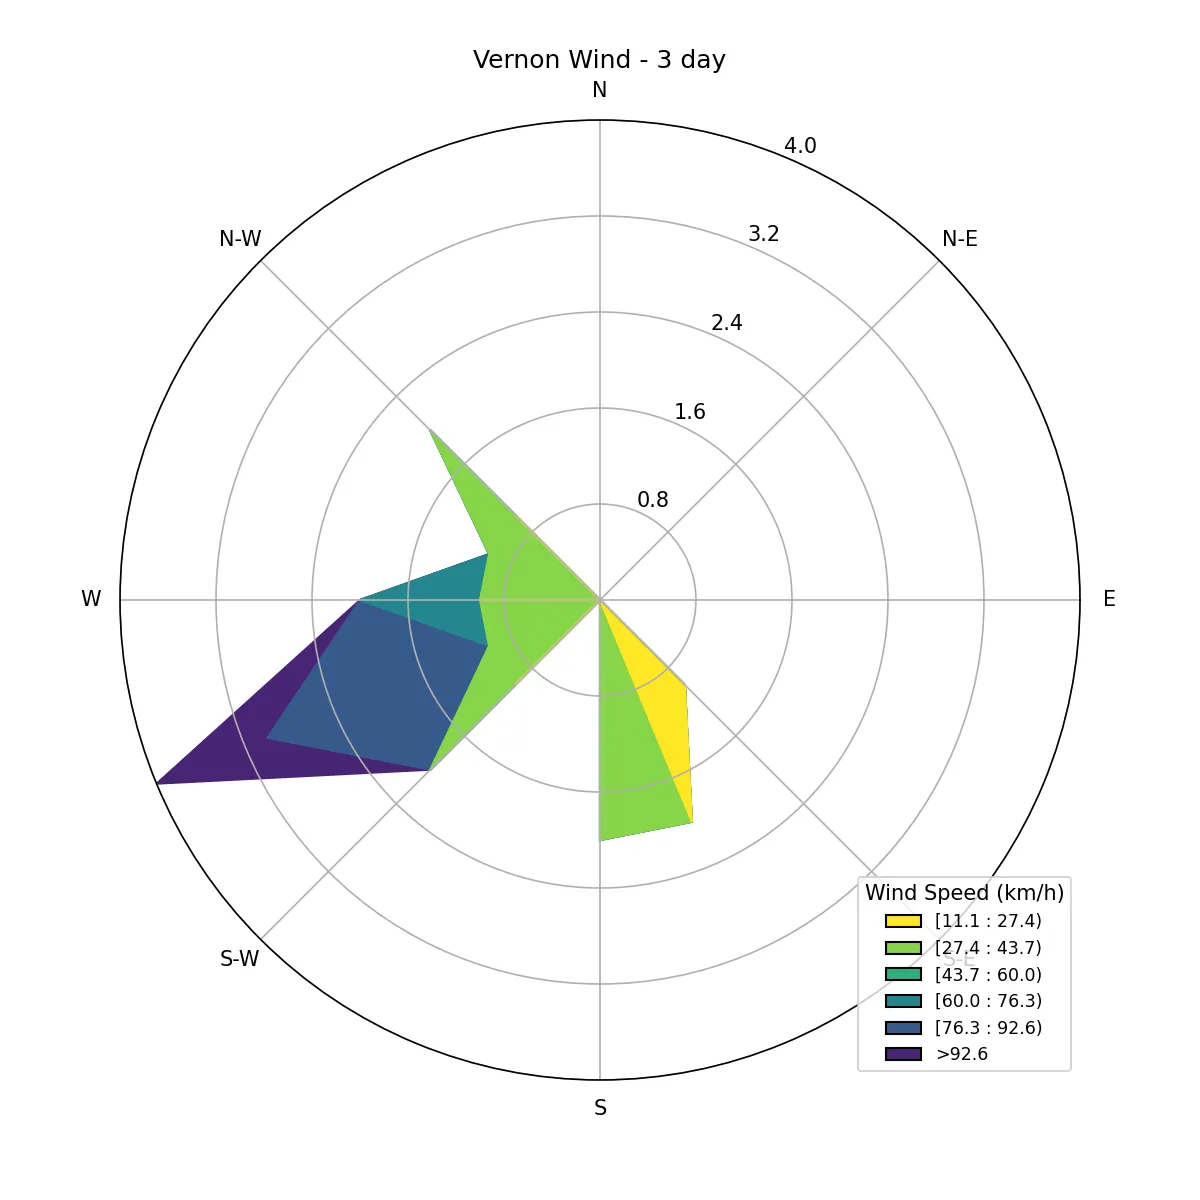 Vernon Wind - 3 day
N
4.0
N-W
3.2
N-E
2.4
1.6
0.8
W
E
S-W
S-E
S
Wind Speed (km/h)
[11.1 : 27.4)
[27.4 : 43.7)
[43.7 : 60.0)
[60.0 : 76.3)
[76.3 : 92.6)
>92.6